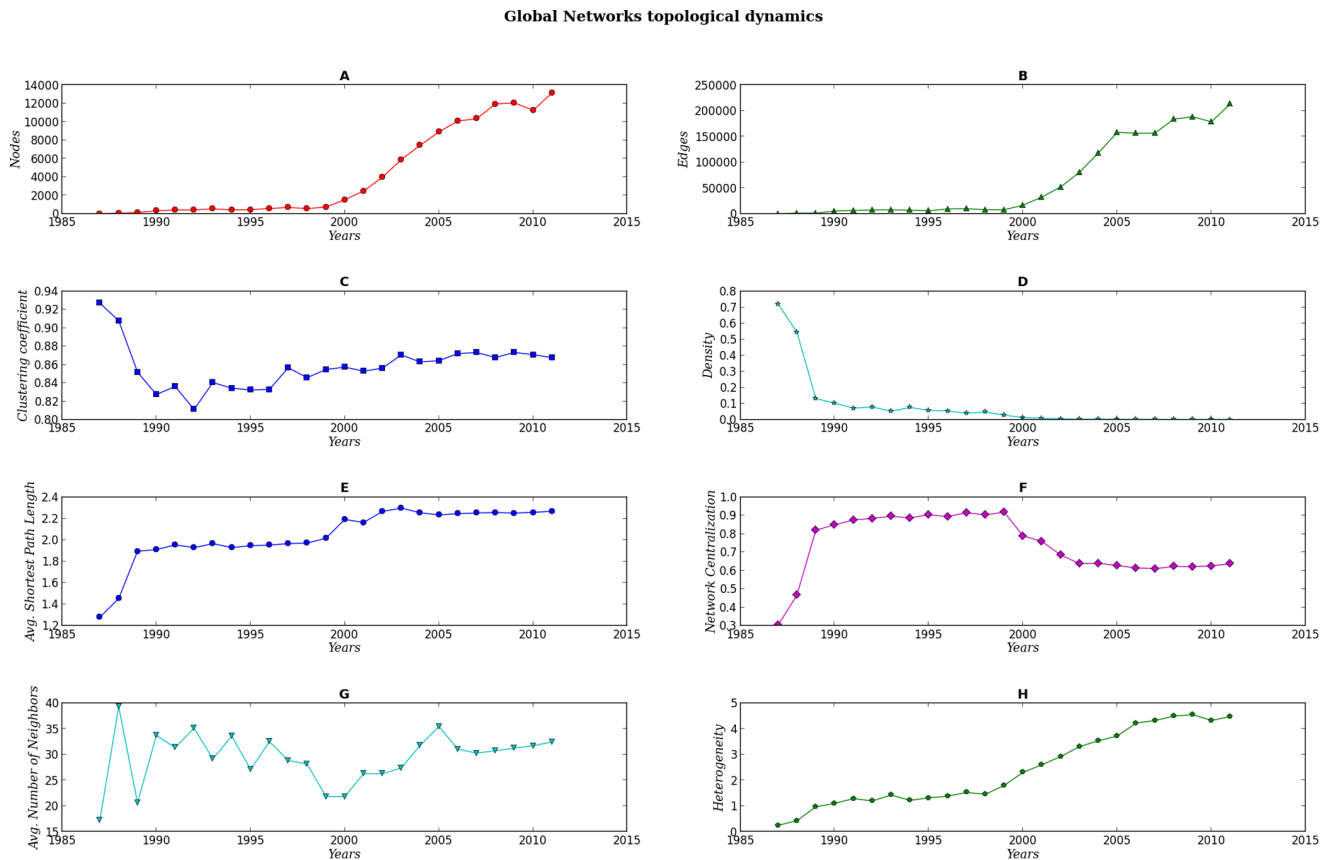 Global Networks topological dynamics
A
Nodes
14000
12000
10000
8000
6000
4000
2000
0
1985 1990 1995 2000 2005 2010 2015
Years
B
Edges
250000
200000
150000
100000
50000
0
1985 1990 1995 2000 2005 2010 2015
Years
C
Clustering coefficient
0.94
0.92
0.90
0.88
0.86
0.84
0.82
0.80
1985 1990 1995 2000 2005 2010 2015
Years
D
Density
0.8
0.7
0.6
0.5
0.4
0.3
0.2
0.1
0.0
1985 1990 1995 2000 2005 2010 2015
Years
E
Avg. Shortest Path Length
2.4
2.2
2.0
1.8
1.6
1.4
1.2
1985 1990 1995 2000 2005 2010 2015
Years
F
Network Centralization
1.0
0.9
0.8
0.7
0.6
0.5
0.4
0.3
1985 1990 1995 2000 2005 2010 2015
Years
G
Avg. Number of Neighbors
40
35
30
25
20
15
1985 1990 1995 2000 2005 2010 2015
Years
H
Heterogeneity
5
4
3
2
1
0
1985 1990 1995 2000 2005 2010 2015
Years